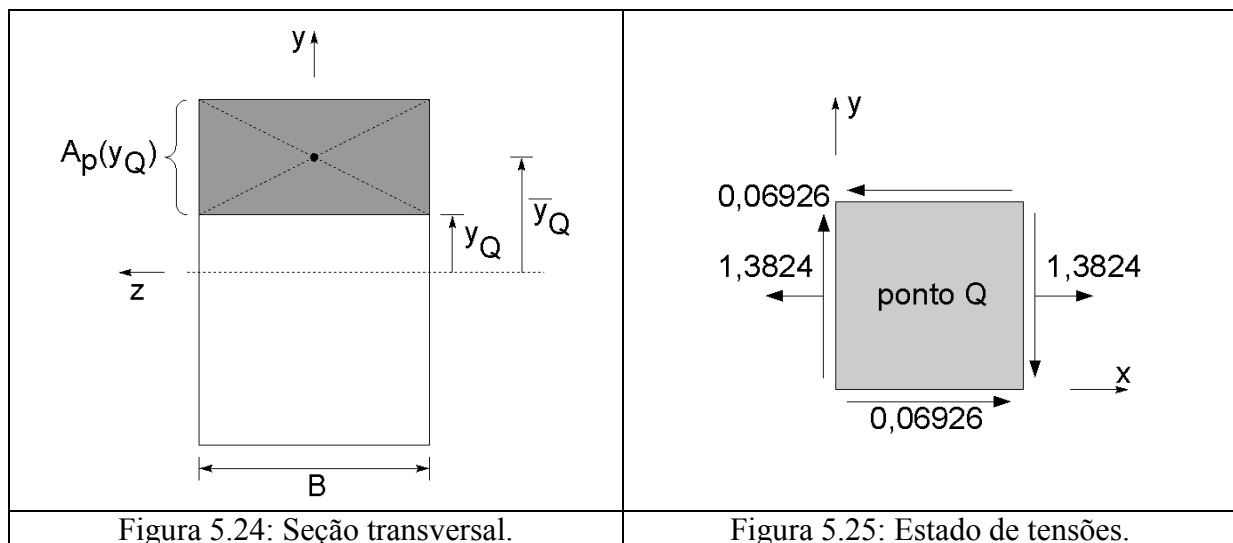 y
A_p(y_Q)
y_Q
y̅_Q
z
B
Figura 5.24: Seção transversal.
y
0,06926
1,3824
1,3824
ponto Q
x
0,06926
Figura 5.25: Estado de tensões.